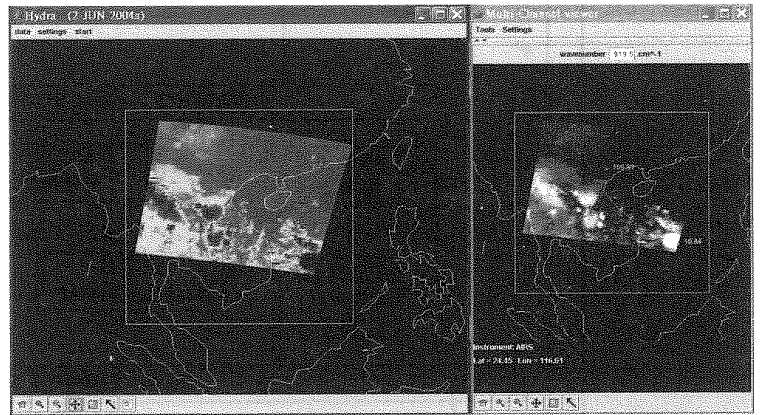 Hydra (2 JUN 2004a)
data settings start
Multi-Channel viewer
Tools Settings
wavenumber 919.5 cm^-1
Instrument: AIRS
Lat = 24.45 Lon = 116.61